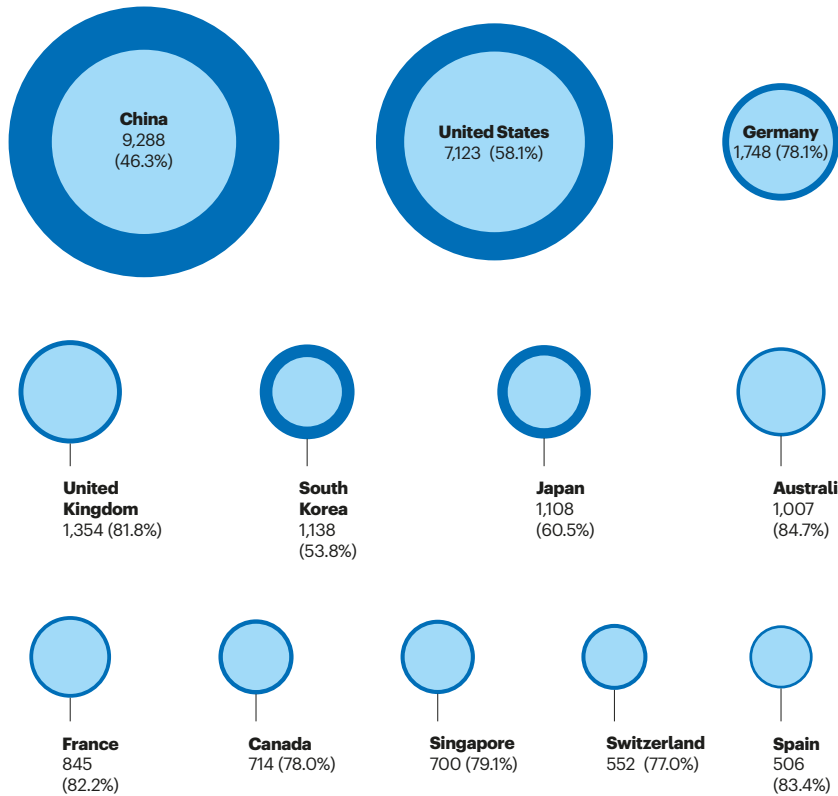 China
9,288
(46.3%)
United States
7,123 (58.1%)
Germany
1,748 (78.1%)
United
Kingdom
1,354 (81.8%)
South
Korea
1,138
(53.8%)
Japan
1,108
(60.5%)
Australi
1,007
(84.7%)
France
845
(82.2%)
Canada
714 (78.0%)
Singapore
700 (79.1%)
Switzerland
552 (77.0%)
Spain
506
(83.4%)